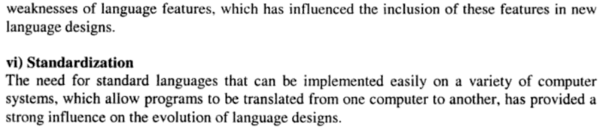 weaknesses of language features, which has influenced the inclusion of these features in new
language designs.
vi) Standardization
The need for standard languages that can be implemented easily on a variety of computer
systems, which allow programs to be translated from one computer to another, has provided a
strong influence on the evolution of language designs.